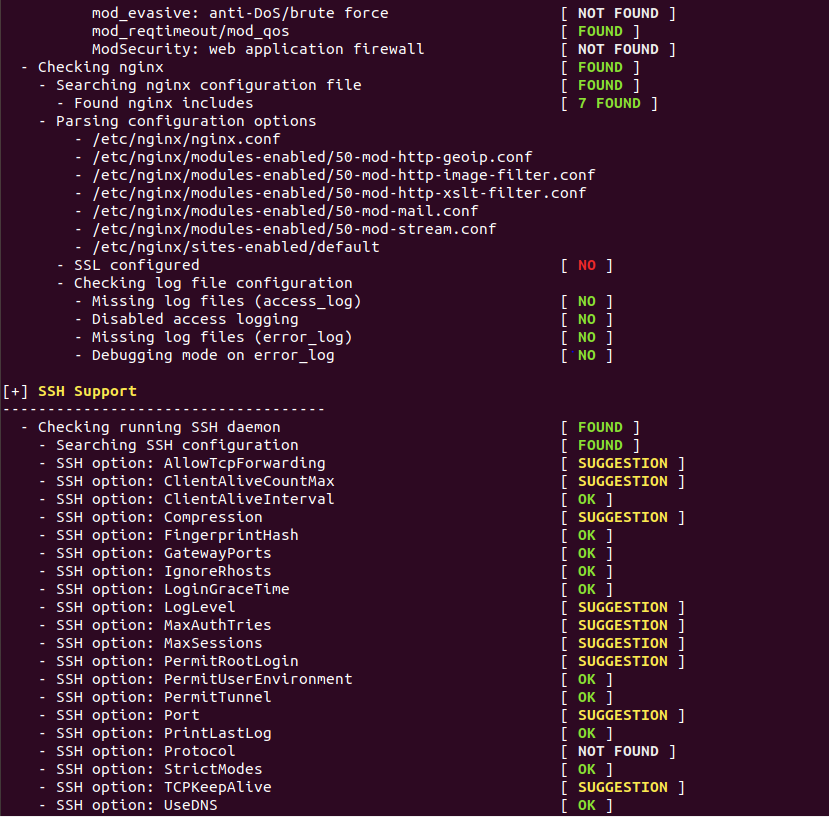 mod_evasive: anti-DoS/brute force [ NOT FOUND ]
mod_reqtimeout/mod_qos [ FOUND ]
ModSecurity: web application firewall [ NOT FOUND ]
- Checking nginx [ FOUND ]
- Searching nginx configuration file [ FOUND ]
- Found nginx includes [ 7 FOUND ]
- Parsing configuration options
- /etc/nginx/nginx.conf
- /etc/nginx/modules-enabled/50-mod-http-geoip.conf
- /etc/nginx/modules-enabled/50-mod-http-image-filter.conf
- /etc/nginx/modules-enabled/50-mod-http-xslt-filter.conf
- /etc/nginx/modules-enabled/50-mod-mail.conf
- /etc/nginx/modules-enabled/50-mod-stream.conf
- /etc/nginx/sites-enabled/default
- SSL configured [ NO ]
- Checking log file configuration
- Missing log files (access_log) [ NO ]
- Disabled access logging [ NO ]
- Missing log files (error_log) [ NO ]
- Debugging mode on error_log [ NO ]
[+] SSH Support
------------------------------------
- Checking running SSH daemon [ FOUND ]
- Searching SSH configuration [ FOUND ]
- SSH option: AllowTcpForwarding [ SUGGESTION ]
- SSH option: ClientAliveCountMax [ SUGGESTION ]
- SSH option: ClientAliveInterval [ OK ]
- SSH option: Compression [ SUGGESTION ]
- SSH option: FingerprintHash [ OK ]
- SSH option: GatewayPorts [ OK ]
- SSH option: IgnoreRhosts [ OK ]
- SSH option: LoginGraceTime [ OK ]
- SSH option: LogLevel [ SUGGESTION ]
- SSH option: MaxAuthTries [ SUGGESTION ]
- SSH option: MaxSessions [ SUGGESTION ]
- SSH option: PermitRootLogin [ SUGGESTION ]
- SSH option: PermitUserEnvironment [ OK ]
- SSH option: PermitTunnel [ OK ]
- SSH option: Port [ SUGGESTION ]
- SSH option: PrintLastLog [ OK ]
- SSH option: Protocol [ NOT FOUND ]
- SSH option: StrictModes [ OK ]
- SSH option: TCPKeepAlive [ SUGGESTION ]
- SSH option: UseDNS [ OK ]